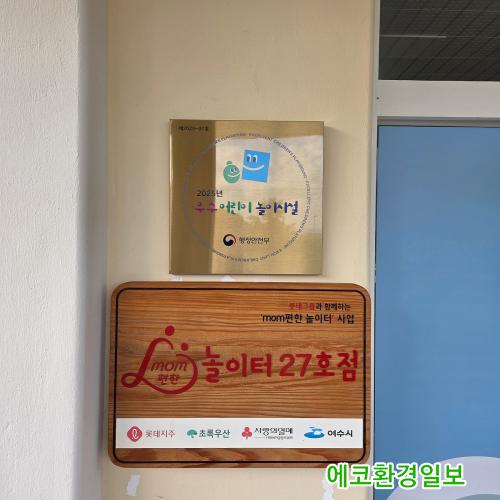 2025년
우수 어린이 놀이시설
행정안전부
롯데그룹과 함께하는
'mom편한 놀이터' 사업
mom
편한
놀이터 27호점
롯데지주
초록우산
사랑의열매
여수시
에코환경일보